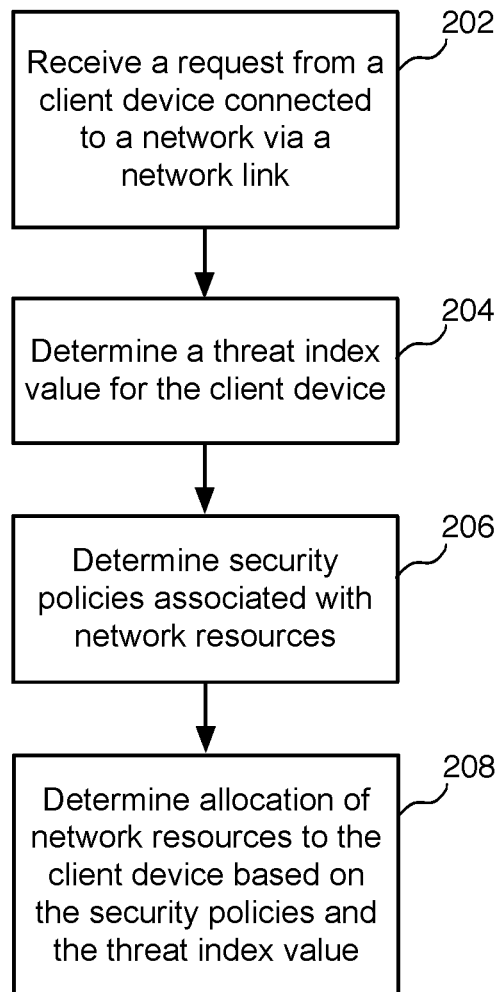 202
Receive a request from a
client device connected
to a network via a
network link
204
Determine a threat index
value for the client device
206
Determine security
policies associated with
network resources
208
Determine allocation of
network resources to the
client device based on
the security policies and
the threat index value